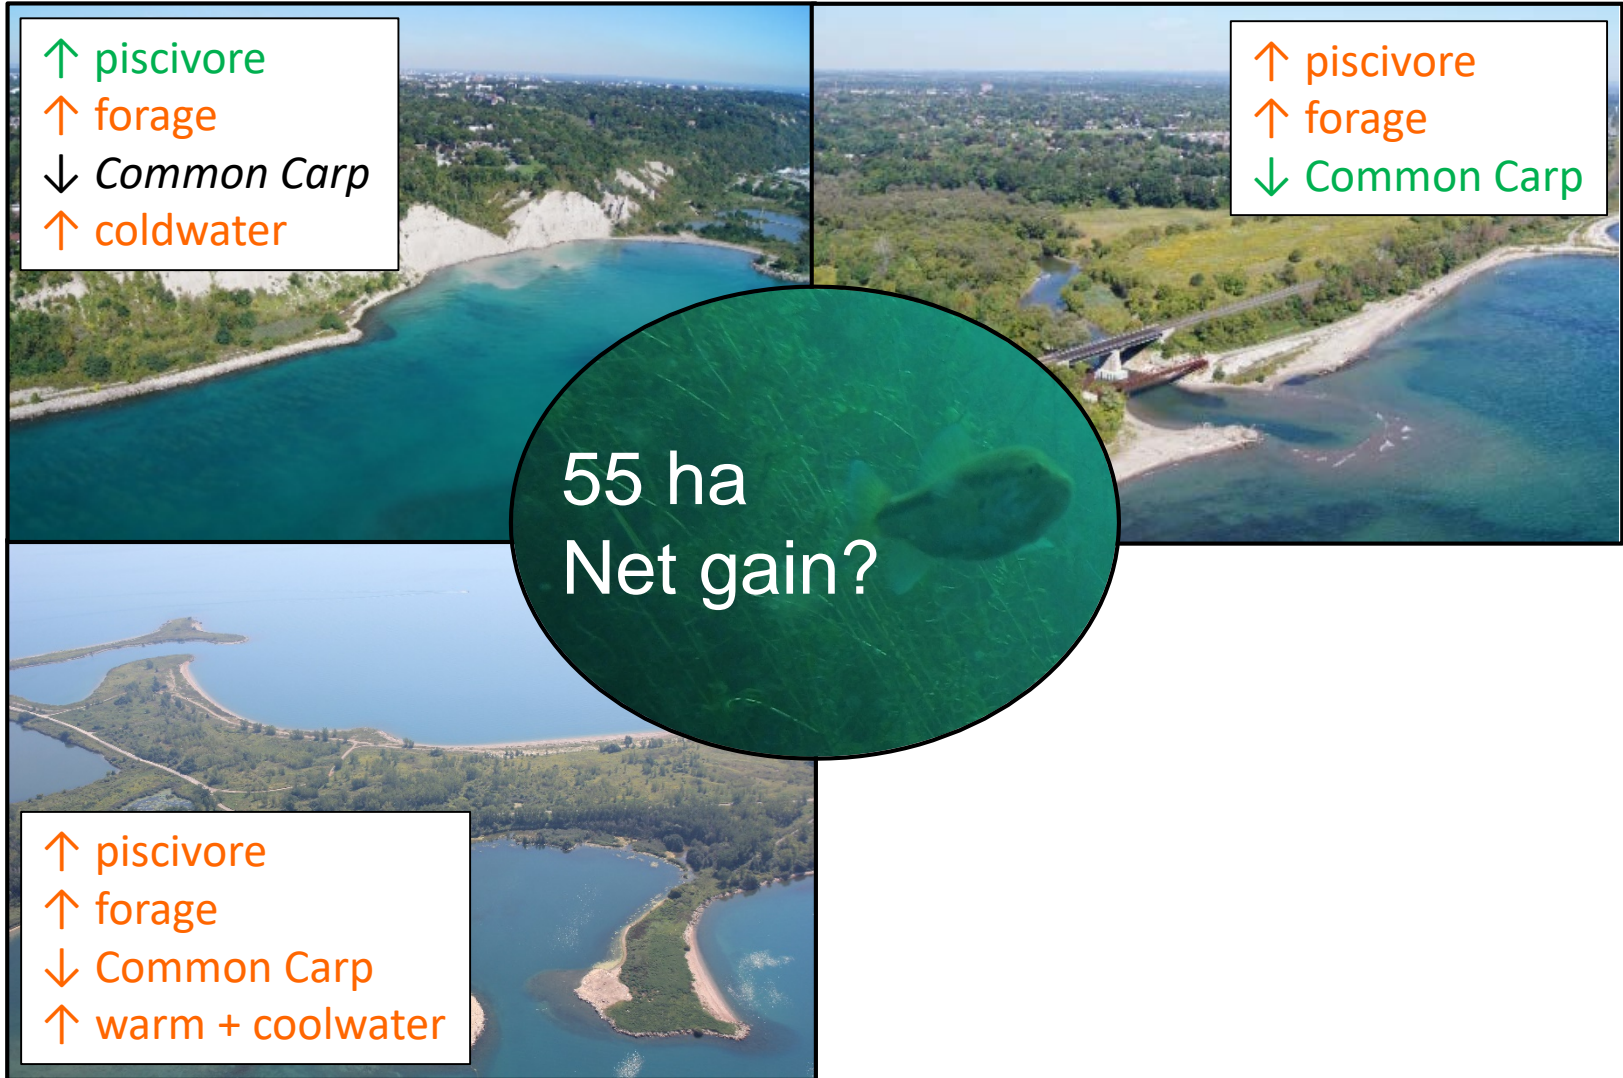 ↑ piscivore
↑ forage
↓ Common Carp
↑ coldwater
↑ piscivore
↑ forage
↓ Common Carp
55 ha
Net gain?
↑ piscivore
↑ forage
↓ Common Carp
↑ warm + coolwater